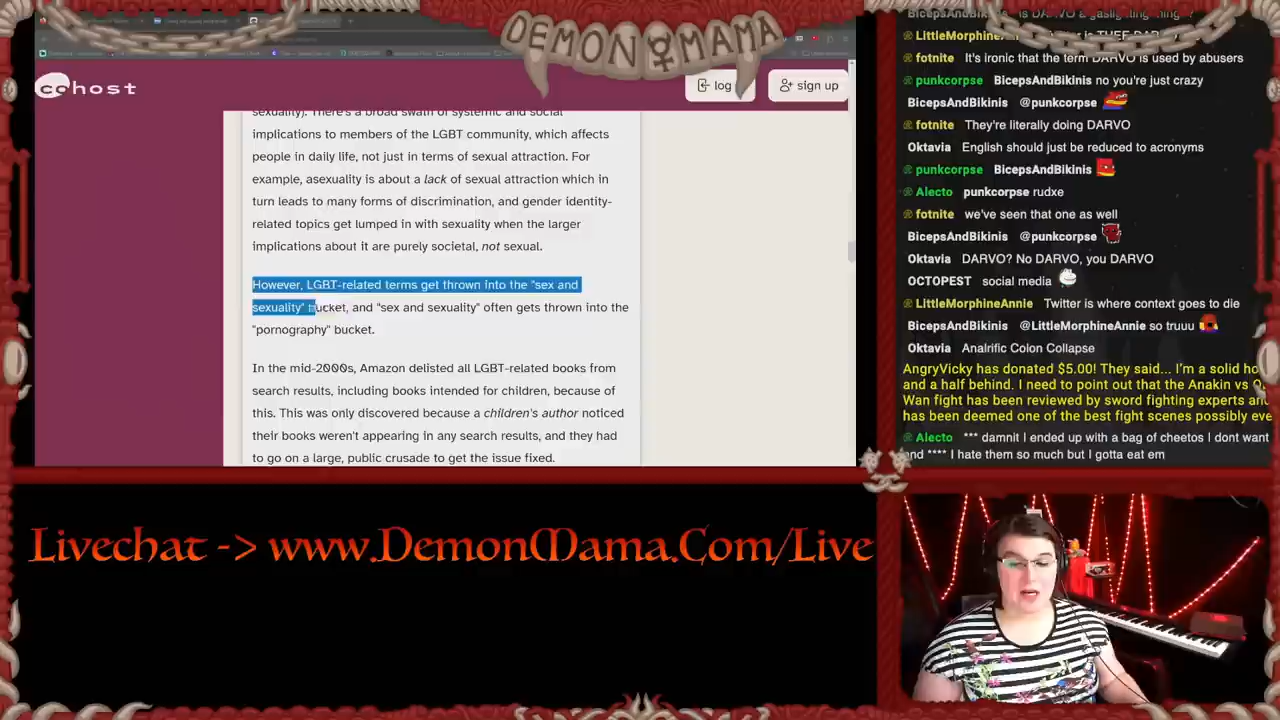 DEMON MAMA
cohost
log
sign up
sexuality). There's a broad swath of systemic and social
implications to members of the LGBT community, which affects
people in daily life, not just in terms of sexual attraction. For
example, asexuality is about a lack of sexual attraction which in
turn leads to many forms of discrimination, and gender identity-
related topics get lumped in with sexuality when the larger
implications about it are purely societal, not sexual.
However, LGBT-related terms get thrown into the "sex and
sexuality" bucket, and "sex and sexuality" often gets thrown into the
"pornography" bucket.
In the mid-2000s, Amazon delisted all LGBT-related books from
search results, including books intended for children, because of
this. This was only discovered because a children's author noticed
their books weren't appearing in any search results, and they had
to go on a large, public crusade to get the issue fixed.
Livechat -> www.DemonMama.Com/Live
BicepsAndBikinis is DARVO a gaslighting thing?
LittleMorphineAnnie
fotnite It's ironic that the term DARVO is used by abusers
punkcorpse BicepsAndBikinis no you're just crazy
BicepsAndBikinis @punkcorpse
fotnite They're literally doing DARVO
Oktavia English should just be reduced to acronyms
punkcorpse BicepsAndBikinis
Alecto punkcorpse rudxe
fotnite we've seen that one as well
BicepsAndBikinis @punkcorpse
Oktavia DARVO? No DARVO, you DARVO
OCTOPEST social media
LittleMorphineAnnie Twitter is where context goes to die
BicepsAndBikinis @LittleMorphineAnnie so truuu
Oktavia Analrific Colon Collapse
AngryVicky has donated $5.00! They said... I'm a solid ho
and a half behind. I need to point out that the Anakin vs O
Wan fight has been reviewed by sword fighting experts and
has been deemed one of the best fight scenes possibly eve
Alecto *** damnit I ended up with a bag of cheetos I dont want
and **** I hate them so much but I gotta eat em